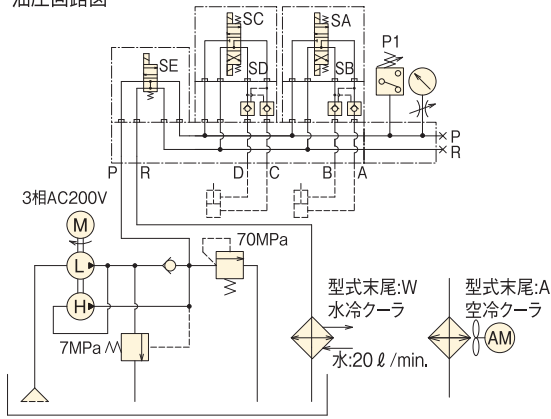 油圧回路図
SC
SA
P1
SE
SD
SB
P
R
P
R
D
C
B
A
3相AC200V
M
70MPa
L
型式末尾:W
水冷クーラ
型式末尾:A
空冷クーラ
H
AM
7MPa
水:20ℓ/min.